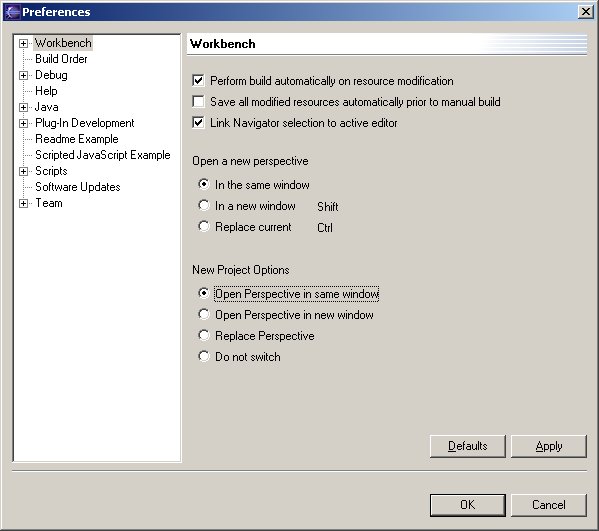 Preferences
Workbench
Build Order
Debug
Help
Java
Plug-In Development
Readme Example
Scripted JavaScript Example
Scripts
Software Updates
Team
Workbench
Perform build automatically on resource modification
Save all modified resources automatically prior to manual build
Link Navigator selection to active editor
Open a new perspective
In the same window
In a new window Shift
Replace current Ctrl
New Project Options
Open Perspective in same window
Open Perspective in new window
Replace Perspective
Do not switch
Defaults Apply
OK Cancel